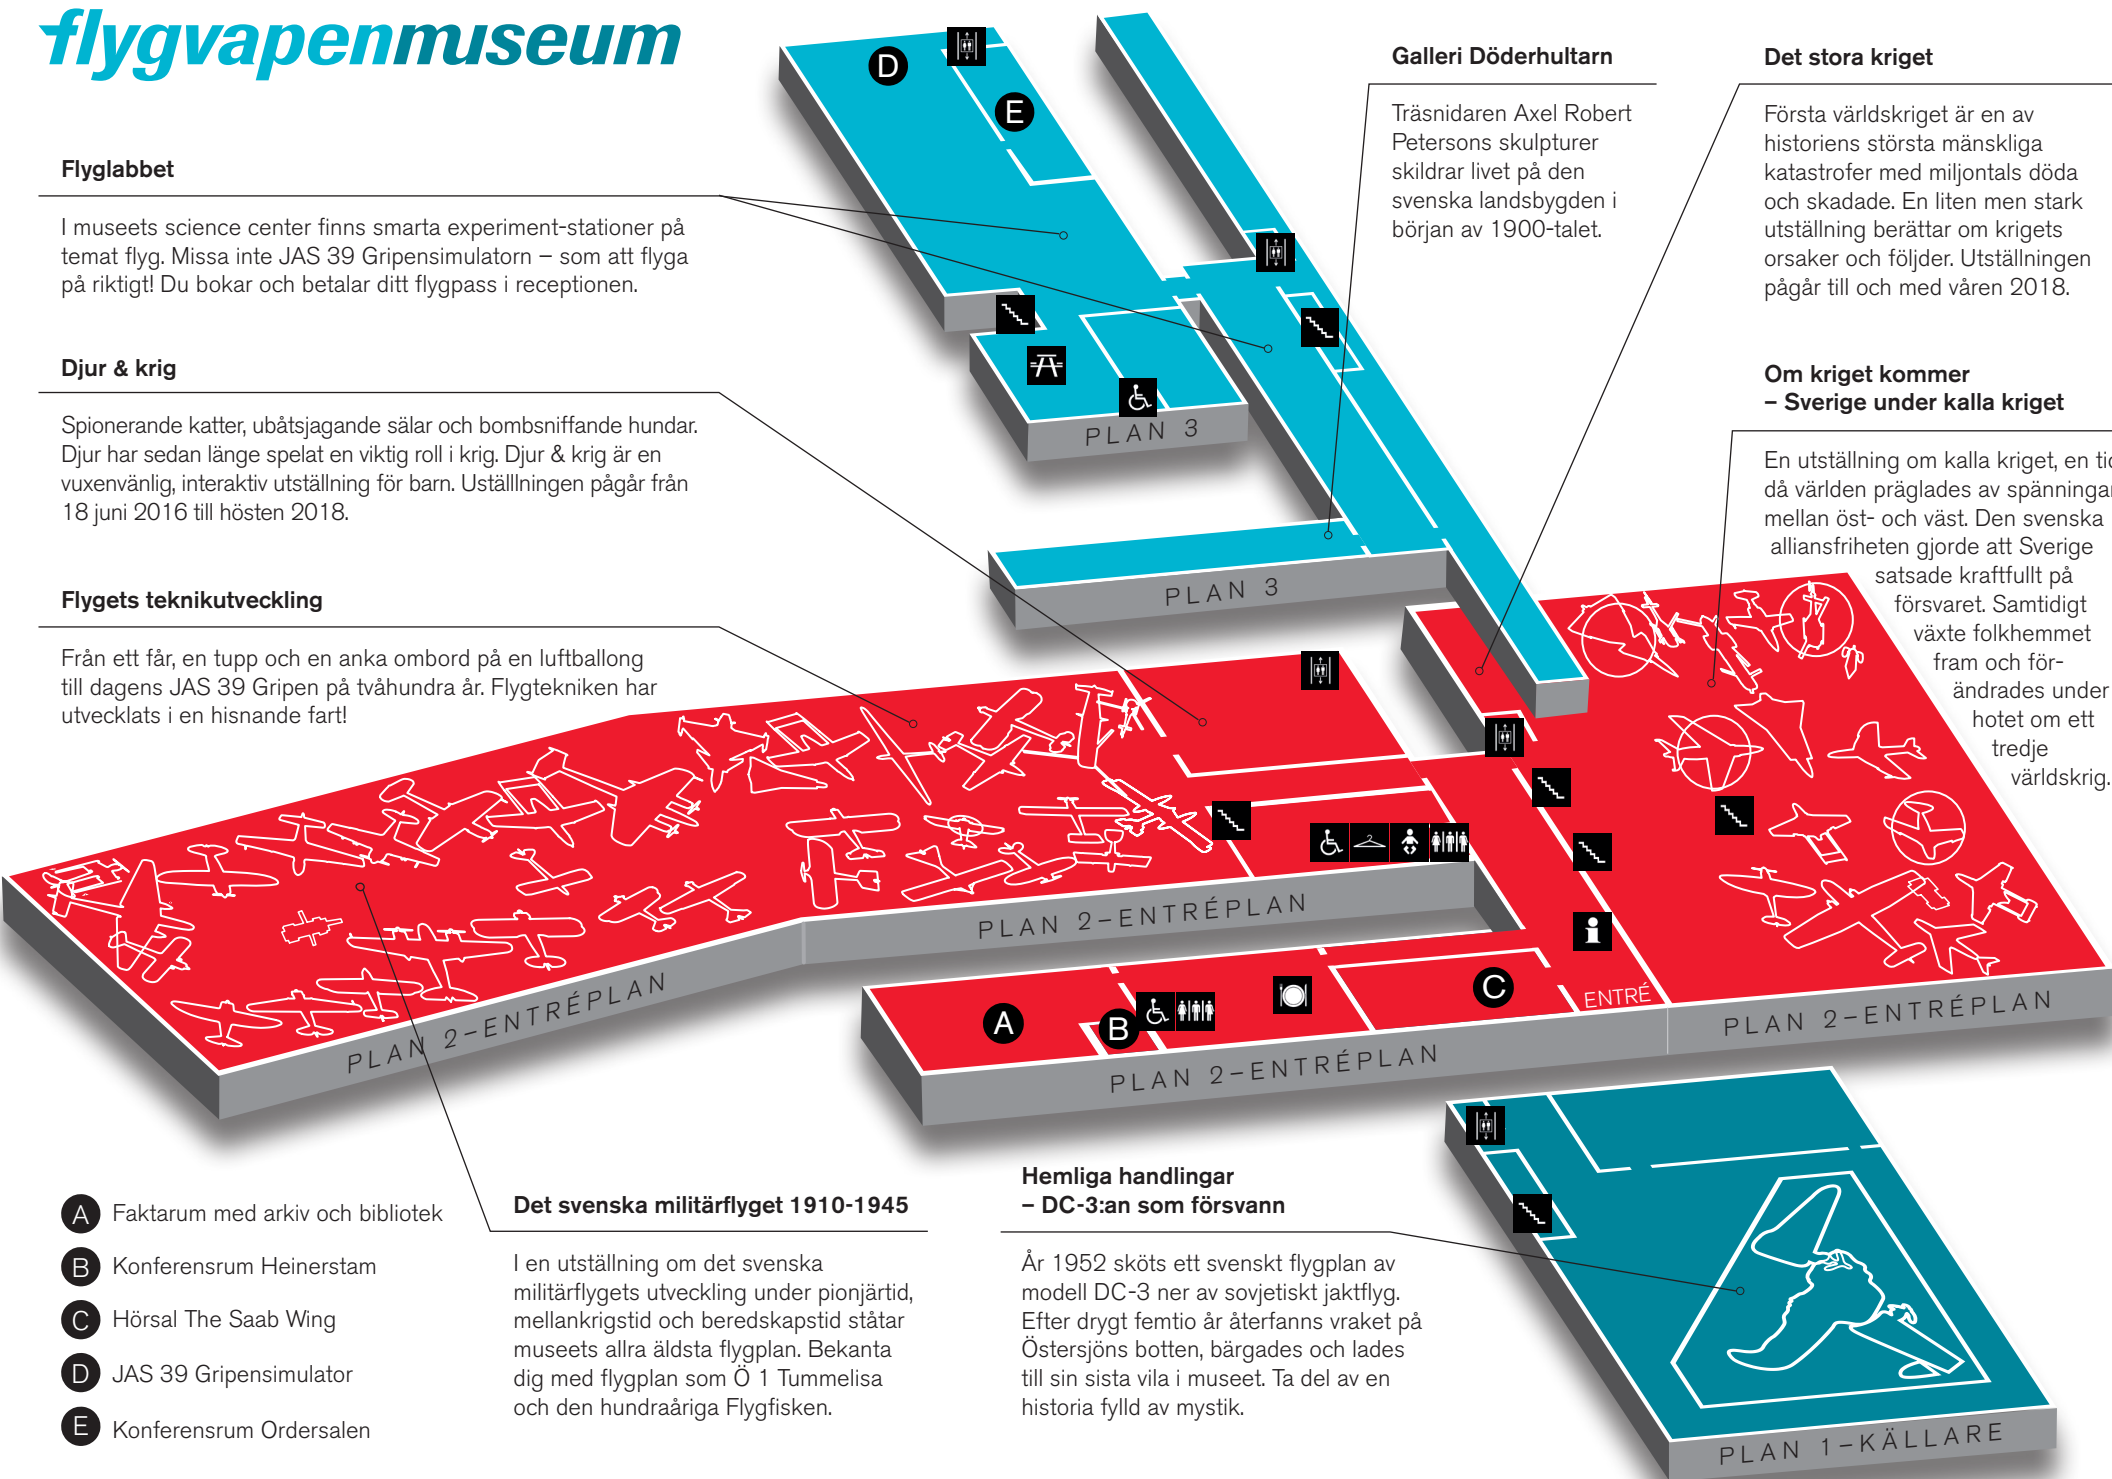 flygvapenmuseum
Flyglabbet
I museets science center finns smarta experiment-stationer på
temat flyg. Missa inte JAS 39 Gripensimulatorn – som att flyga
på riktigt! Du bokar och betalar ditt flygpass i receptionen.
Djur & krig
Spionerande katter, ubåtsjagande sälar och bombsniffande hundar.
Djur har sedan länge spelat en viktig roll i krig. Djur & krig är en
vuxenvänlig, interaktiv utställning för barn. Uställlningen pågår från
18 juni 2016 till hösten 2018.
Flygets teknikutveckling
Från ett får, en tupp och en anka ombord på en luftballong
till dagens JAS 39 Gripen på tvåhundra år. Flygtekniken har
utvecklats i en hisnande fart!
Galleri Döderhultarn
Träsnidaren Axel Robert
Petersons skulpturer
skildrar livet på den
svenska landsbygden i
början av 1900-talet.
Det stora kriget
Första världskriget är en av
historiens största mänskliga
katastrofer med miljontals döda
och skadade. En liten men stark
utställning berättar om krigets
orsaker och följder. Utställningen
pågår till och med våren 2018.
Om kriget kommer
– Sverige under kalla kriget
En utställning om kalla kriget, en tid
då världen präglades av spänningar
mellan öst- och väst. Den svenska
alliansfriheten gjorde att Sverige
satsade kraftfullt på
försvaret. Samtidigt
växte folkhemmet
fram och för-
ändrades under
hotet om ett
tredje
världskrig.
D
E
PLAN 3
PLAN 3
PLAN 2–ENTRÉPLAN
PLAN 2–ENTRÉPLAN
A
B
C
ENTRÉ
PLAN 2–ENTRÉPLAN
PLAN 2–ENTRÉPLAN
PLAN 1–KÄLLARE
A Faktarum med arkiv och bibliotek
B Konferensrum Heinerstam
C Hörsal The Saab Wing
D JAS 39 Gripensimulator
E Konferensrum Ordersalen
Det svenska militärflyget 1910-1945
I en utställning om det svenska
militärflygets utveckling under pionjärtid,
mellankrigstid och beredskapstid ståtar
museets allra äldsta flygplan. Bekanta
dig med flygplan som Ö 1 Tummelisa
och den hundraåriga Flygfisken.
Hemliga handlingar
– DC-3:an som försvann
År 1952 sköts ett svenskt flygplan av
modell DC-3 ner av sovjetiskt jaktflyg.
Efter drygt femtio år återfanns vraket på
Östersjöns botten, bärgades och lades
till sin sista vila i museet. Ta del av en
historia fylld av mystik.